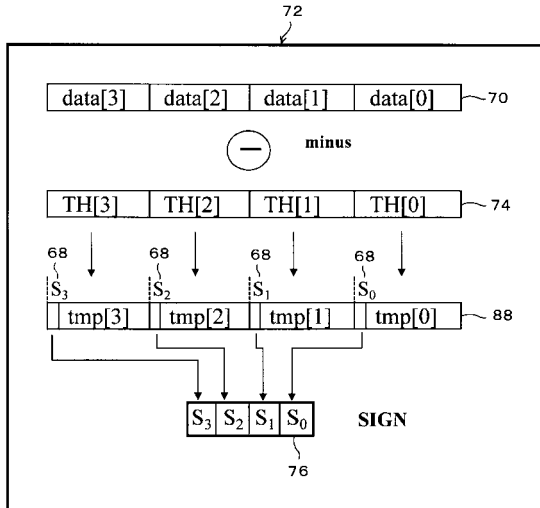 72
data[3] data[2] data[1] data[0] 70
− minus
TH[3] TH[2] TH[1] TH[0] 74
68 68 68 68
S₃ S₂ S₁ S₀
tmp[3] tmp[2] tmp[1] tmp[0] 88
S₃ S₂ S₁ S₀ SIGN
76